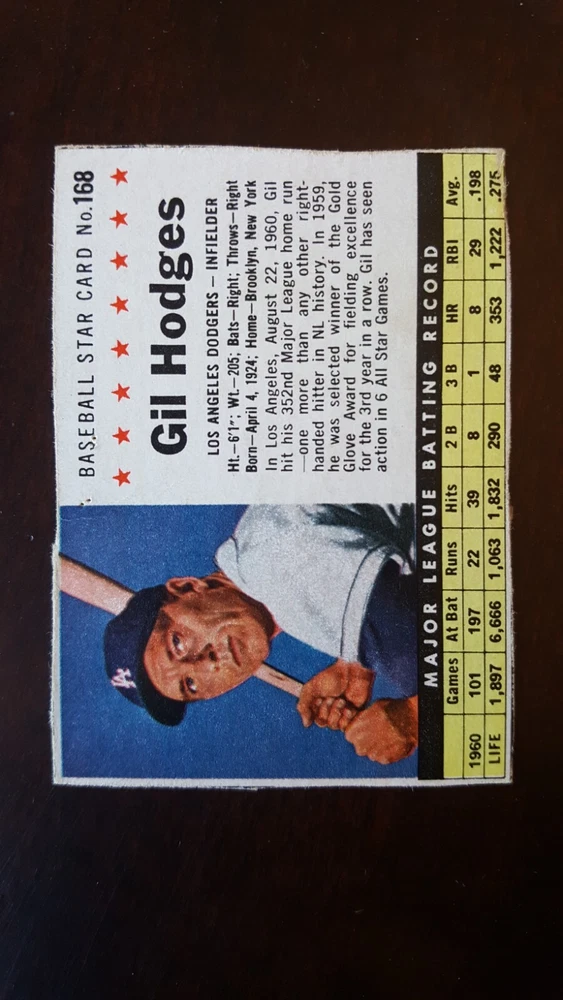 BASEBALL STAR CARD No. 168
★ ★ ★ ★ ★ ★ ★ ★
Gil Hodges
LOS ANGELES DODGERS — INFIELDER
Ht.—6'1"; Wt.—205; Bats—Right; Throws—Right
Born—April 4, 1924; Home—Brooklyn, New York
In Los Angeles, August 22, 1960, Gil
hit his 352nd Major League home run
—one more than any other right-
handed hitter in NL history. In 1959,
he was selected winner of the Gold
Glove Award for fielding excellence
for the 3rd year in a row. Gil has seen
action in 6 All Star Games.
LA
MAJOR LEAGUE BATTING RECORD
Games At Bat Runs Hits 2 B 3 B HR RBI Avg.
1960 101 197 22 39 8 1 8 29 .198
LIFE 1,897 6,666 1,063 1,832 290 48 353 1,222 .275